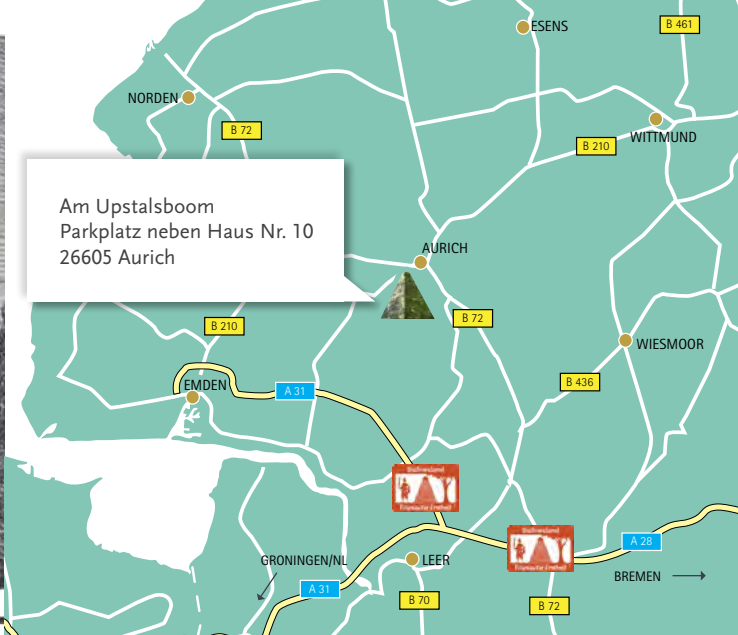 ESENS
B 461
NORDEN
B 72
WITTMUND
B 210
Am Upstalsboom
Parkplatz neben Haus Nr. 10
26605 Aurich
AURICH
B 210
B 72
WIESMOOR
EMDEN
A 31
B 436
A 28
GRONINGEN/NL
LEER
BREMEN
A 31
B 70
B 72